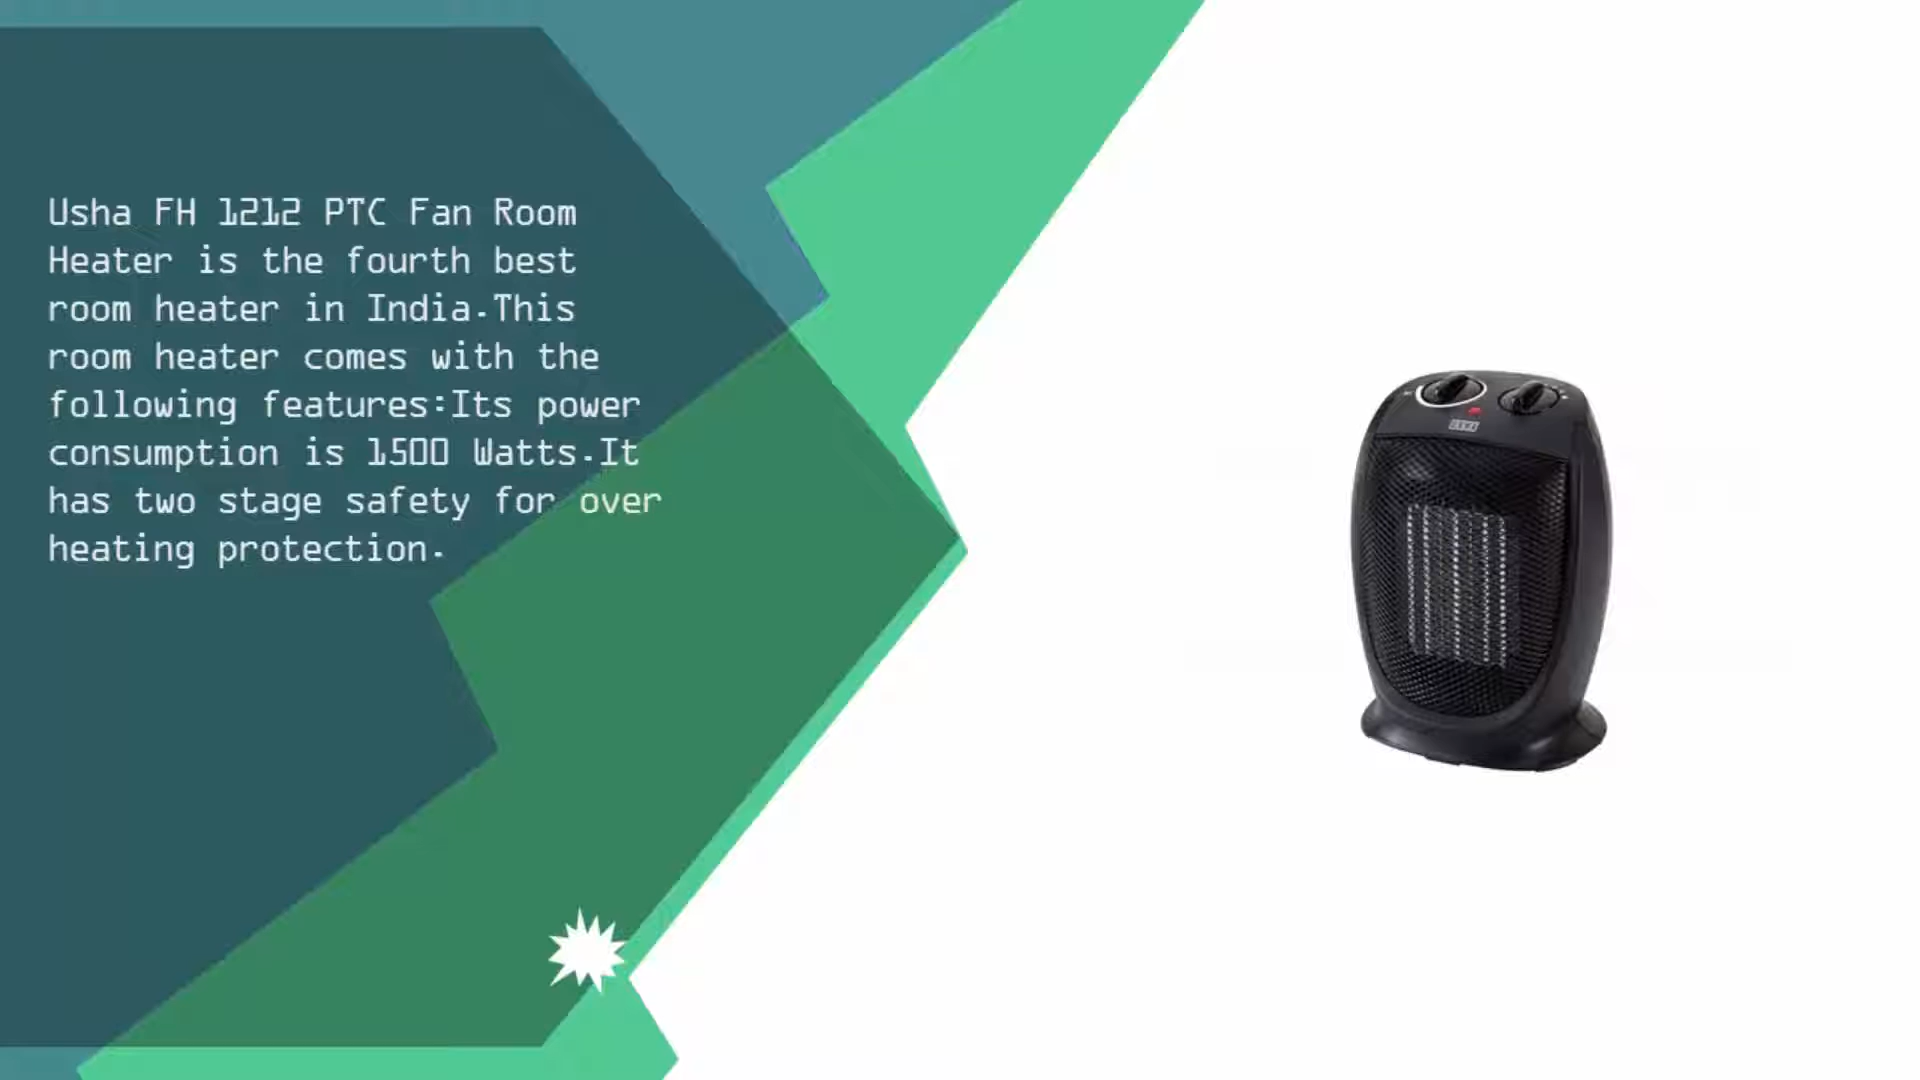 Usha FH 1212 PTC Fan Room
Heater is the fourth best
room heater in India.This
room heater comes with the
following features:Its power
consumption is 1500 Watts.It
has two stage safety for over
heating protection.